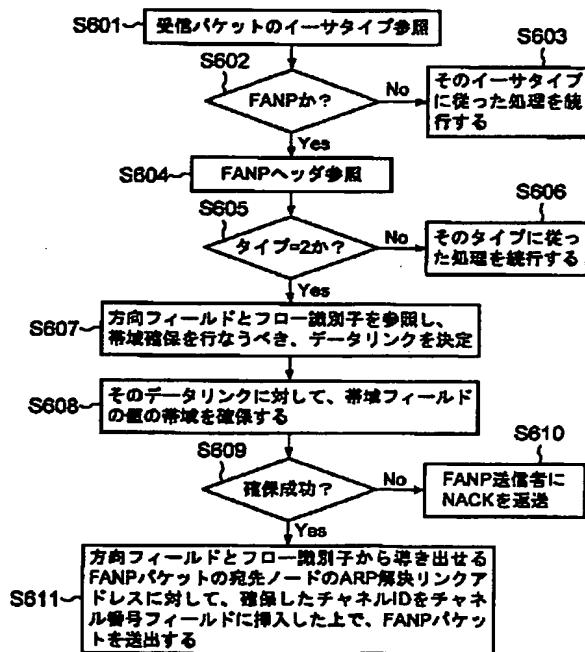 S601
受信パケットのイーサタイプ参照
S602
FANPか?
No
S603
そのイーサタイプ
に従った処理を続
行する
Yes
S604
FANPヘッダ参照
S605
タイプ=2か?
No
S606
そのタイプに従っ
た処理を続行する
Yes
S607
方向フィールドとフロー識別子を参照し、
帯域確保を行なうべき、データリンクを決定
S608
そのデータリンクに対して、帯域フィールド
の値の帯域を確保する
S609
確保成功?
No
S610
FANP送信者に
NACKを返送
Yes
S611
方向フィールドとフロー識別子から導き出せる
FANPパケットの宛先ノードのARP解決リンクア
ドレスに対して、確保したチャネルIDをチャネ
ル番号フィールドに挿入した上で、FANPパケッ
トを送出する